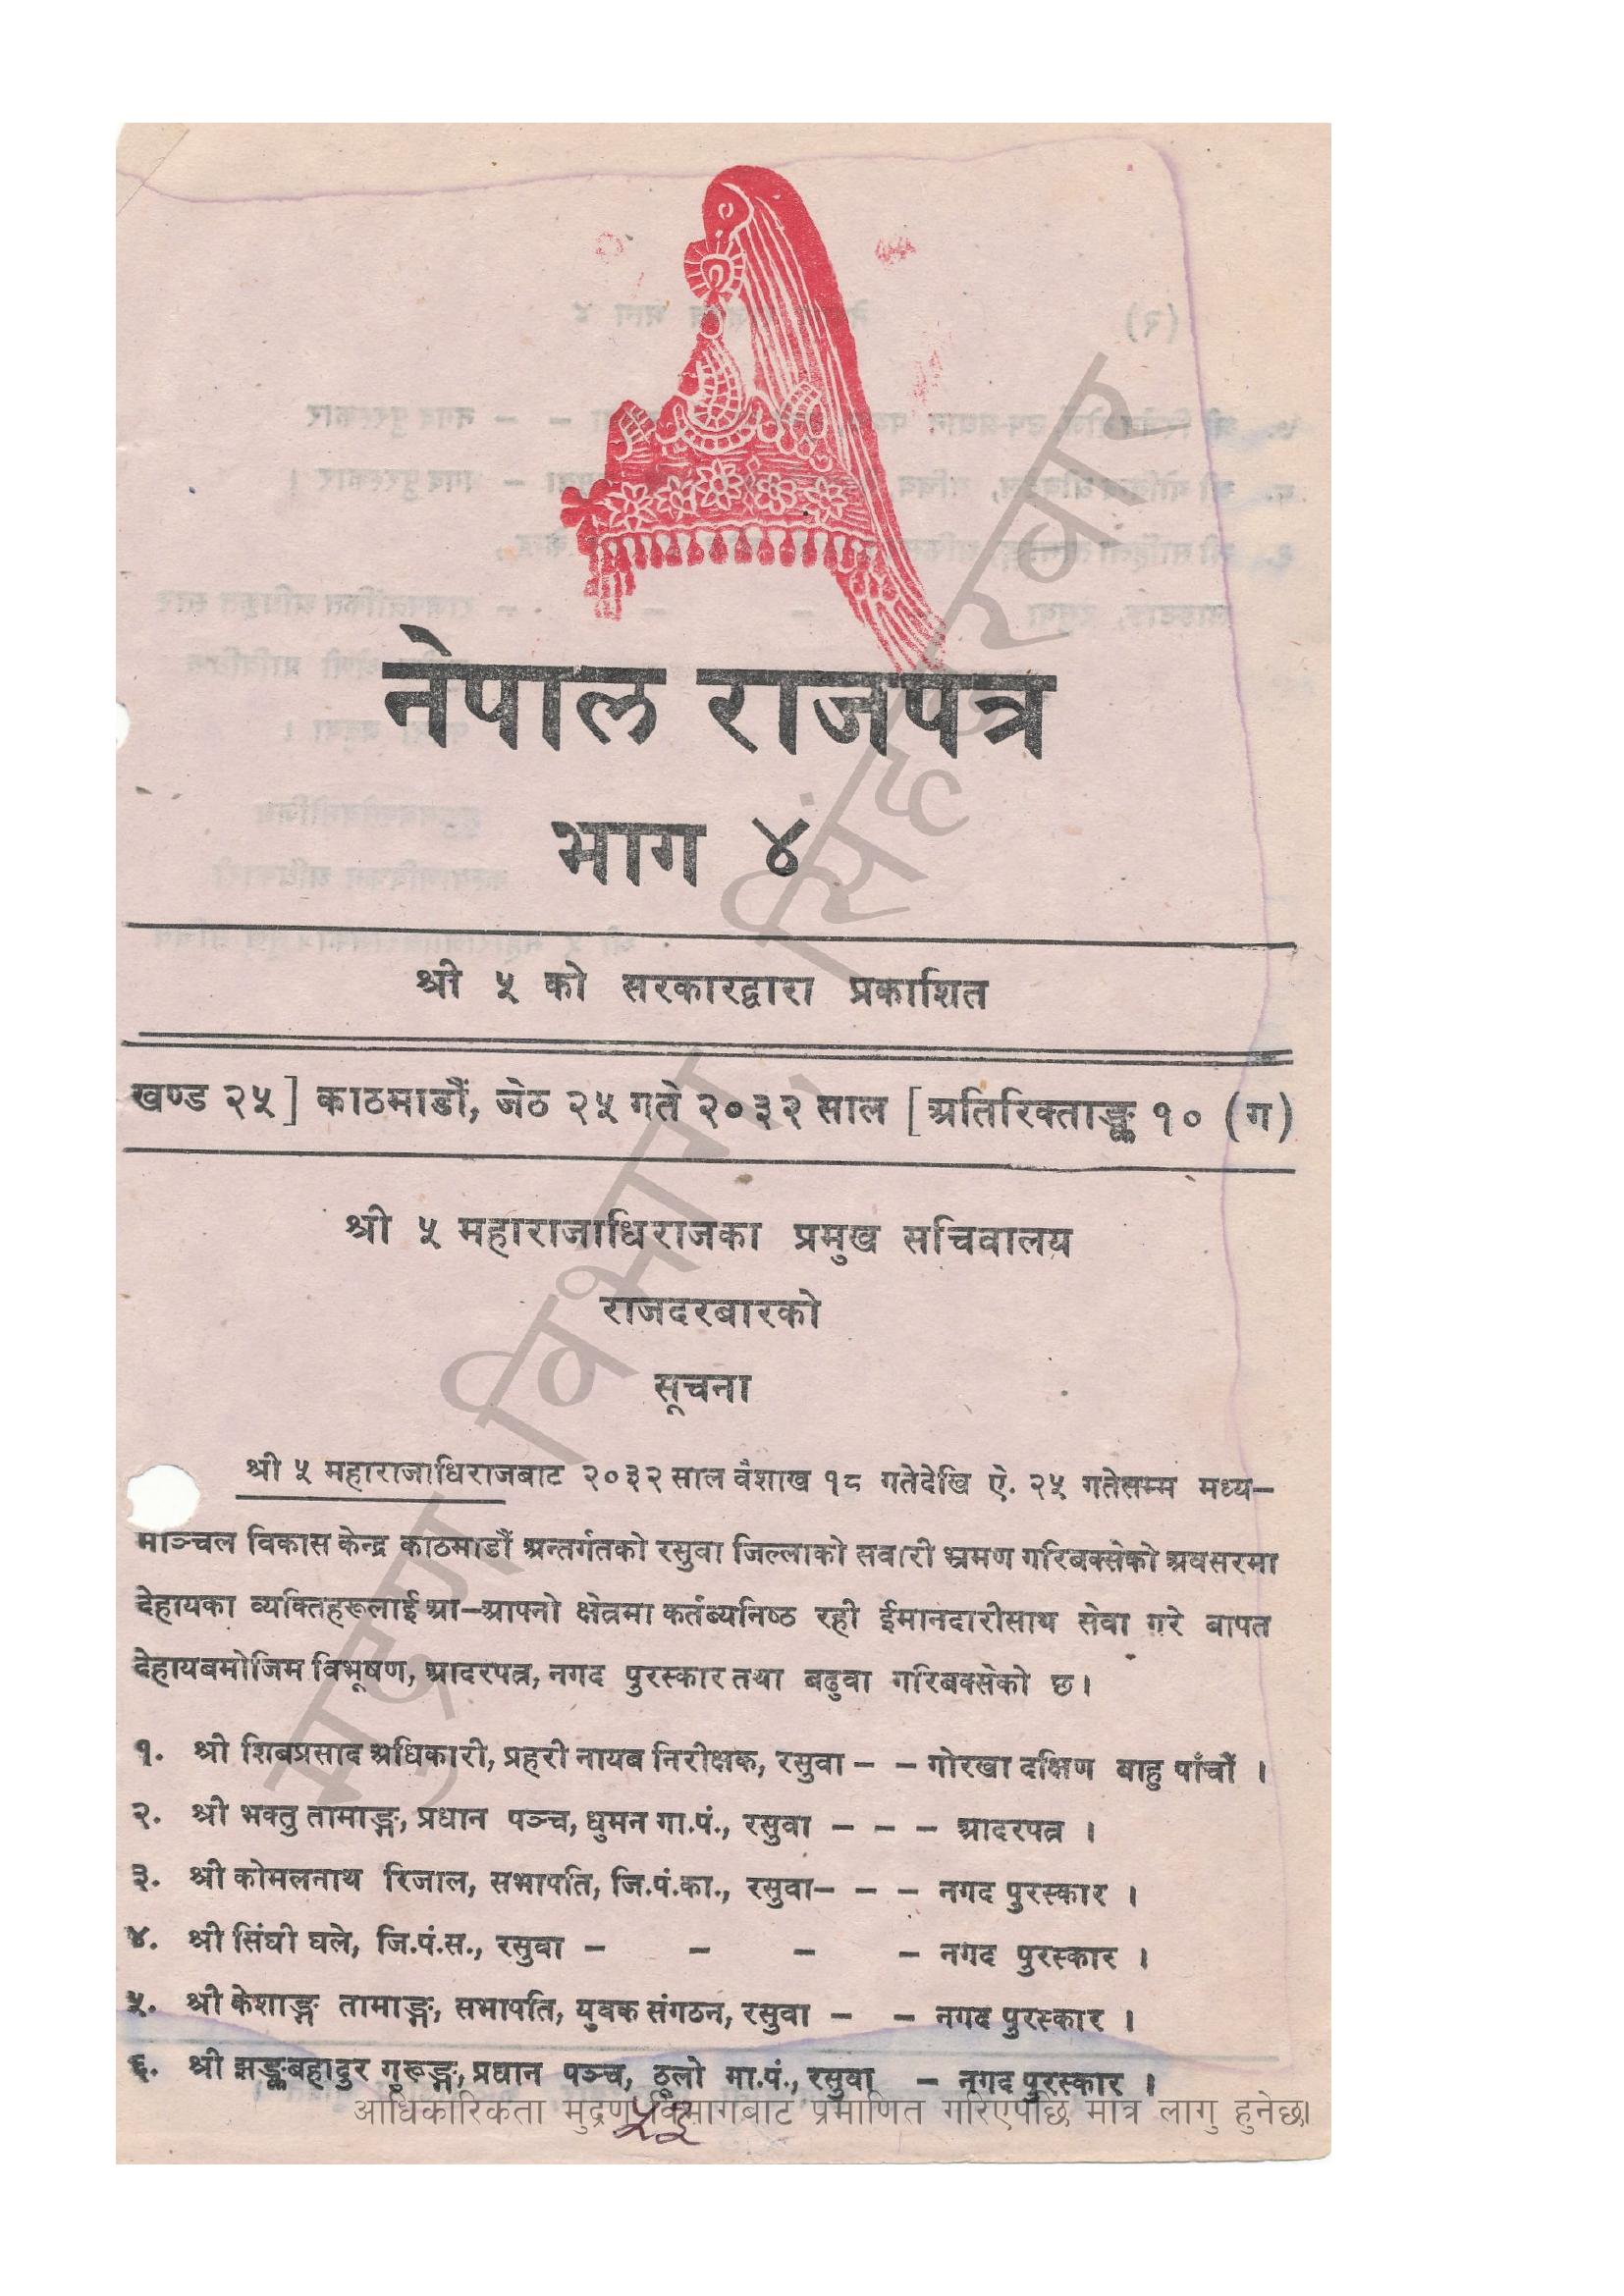 नेपाल राजपत्र
भाग ४
श्री ५ को सरकारद्वारा प्रकाशित
खण्ड २५] काठमाडौं, जेठ २५ गते २०३२ साल [अतिरिक्ताङ्क १० (ग)
श्री ५ महाराजाधिराजका प्रमुख सचिवालय
राजदरबारको
सूचना
श्री ५ महाराजाधिराजबाट २०३२ साल वैशाख १८ गतेदेखि ऐ. २५ गतेसम्म मध्य–
माञ्चल विकास केन्द्र काठमाडौं अन्तर्गतको रसुवा जिल्लाको सवारी भ्रमण गरिबक्सेको अवसरमा
देहायका व्यक्तिहरूलाई आ–आफ्नो क्षेत्रमा कर्तव्यनिष्ठ रही ईमानदारीसाथ सेवा गरे बापत
देहायबमोजिम विभूषण, आदरपत्र, नगद पुरस्कार तथा बढुवा गरिबक्सेको छ।
१. श्री शिबप्रसाद अधिकारी, प्रहरी नायब निरीक्षक, रसुवा – – गोरखा दक्षिण बाहु पाँचौं ।
२. श्री भक्तु तामाङ्ग, प्रधान पञ्च, धुमन गा.पं., रसुवा – – – आदरपत्र ।
३. श्री कोमलनाथ रिजाल, सभापति, जि.पं.का., रसुवा– – – नगद पुरस्कार ।
४. श्री सिंघी घले, जि.पं.स., रसुवा – – – – नगद पुरस्कार ।
५. श्री केशाङ्ग तामाङ्ग, सभापति, युवक संगठन, रसुवा – – नगद पुरस्कार ।
६. श्री झङ्कबहादुर गुरूङ्ग, प्रधान पञ्च, ठूलो मा.पं., रसुवा – नगद पुरस्कार ।
आधिकारिकता मुद्रण विभागबाट प्रमाणित गरिएपछि मात्र लागु हुनेछ।
५३
मुद्रण विभाग, सिंहदरवार